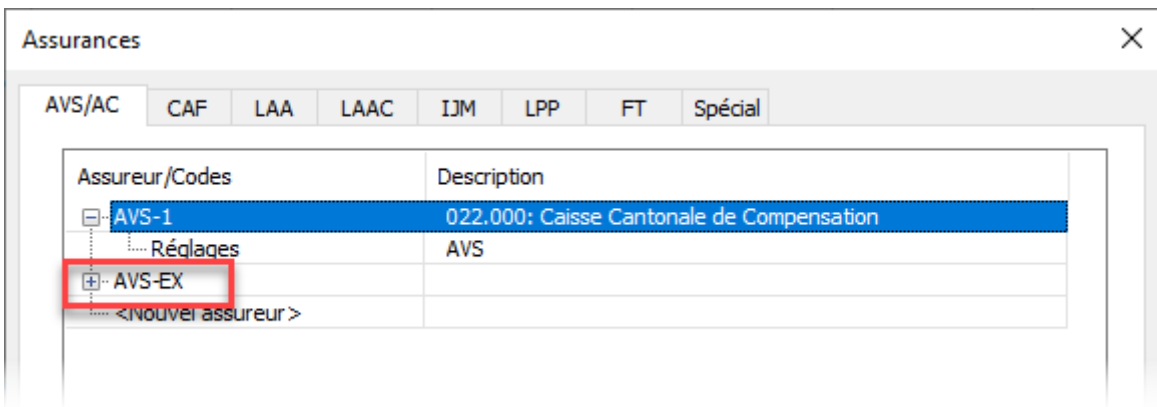 Assurances
AVS/AC CAF LAA LAAC IJM LPP FT Spécial
Assureur/Codes Description
AVS-1 022.000: Caisse Cantonale de Compensation
Réglages AVS
AVS-EX
<Nouvel assureur>